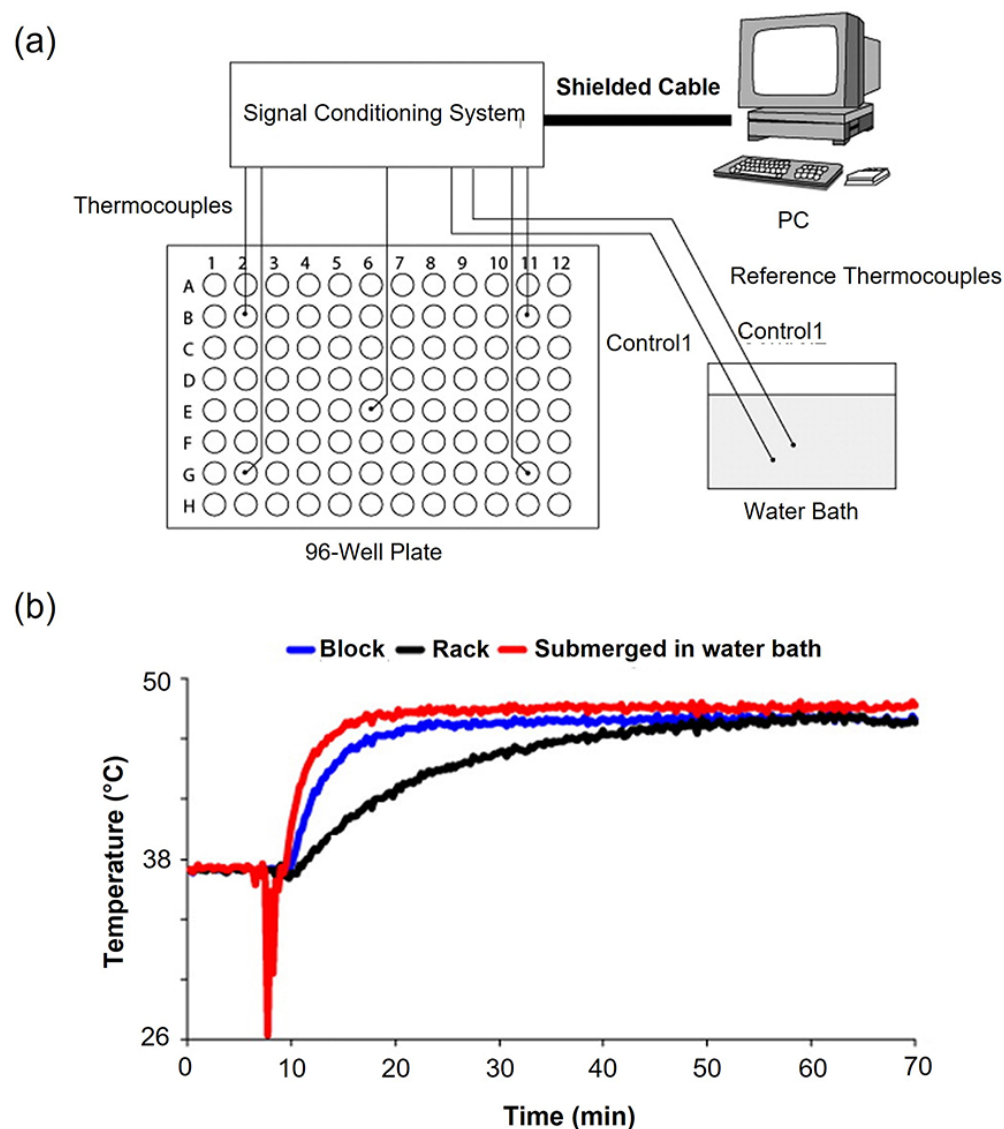 (a)
Signal Conditioning System
Shielded Cable
PC
Thermocouples
1 2 3 4 5 6 7 8 9 10 11 12
A
B
C
D
E
F
G
H
96-Well Plate
Reference Thermocouples
Control1
Control1
Water Bath
(b)
Block Rack Submerged in water bath
Temperature (°C)
50
38
26
0 10 20 30 40 50 60 70
Time (min)